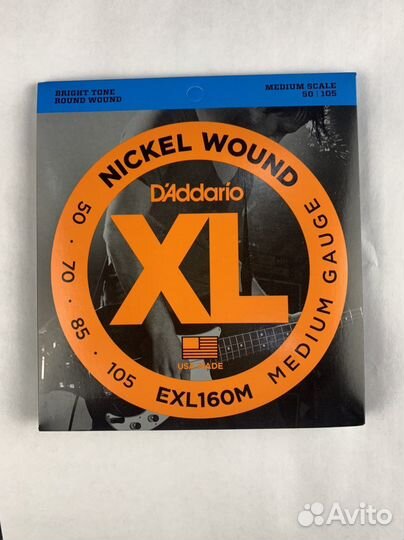 BRIGHT TONE
ROUND WOUND
MEDIUM SCALE
50 | 105
NICKEL WOUND
D'Addario
XL
USA MADE
50 • 70 • 85 • 105
EXL160M
MEDIUM GAUGE
Avito